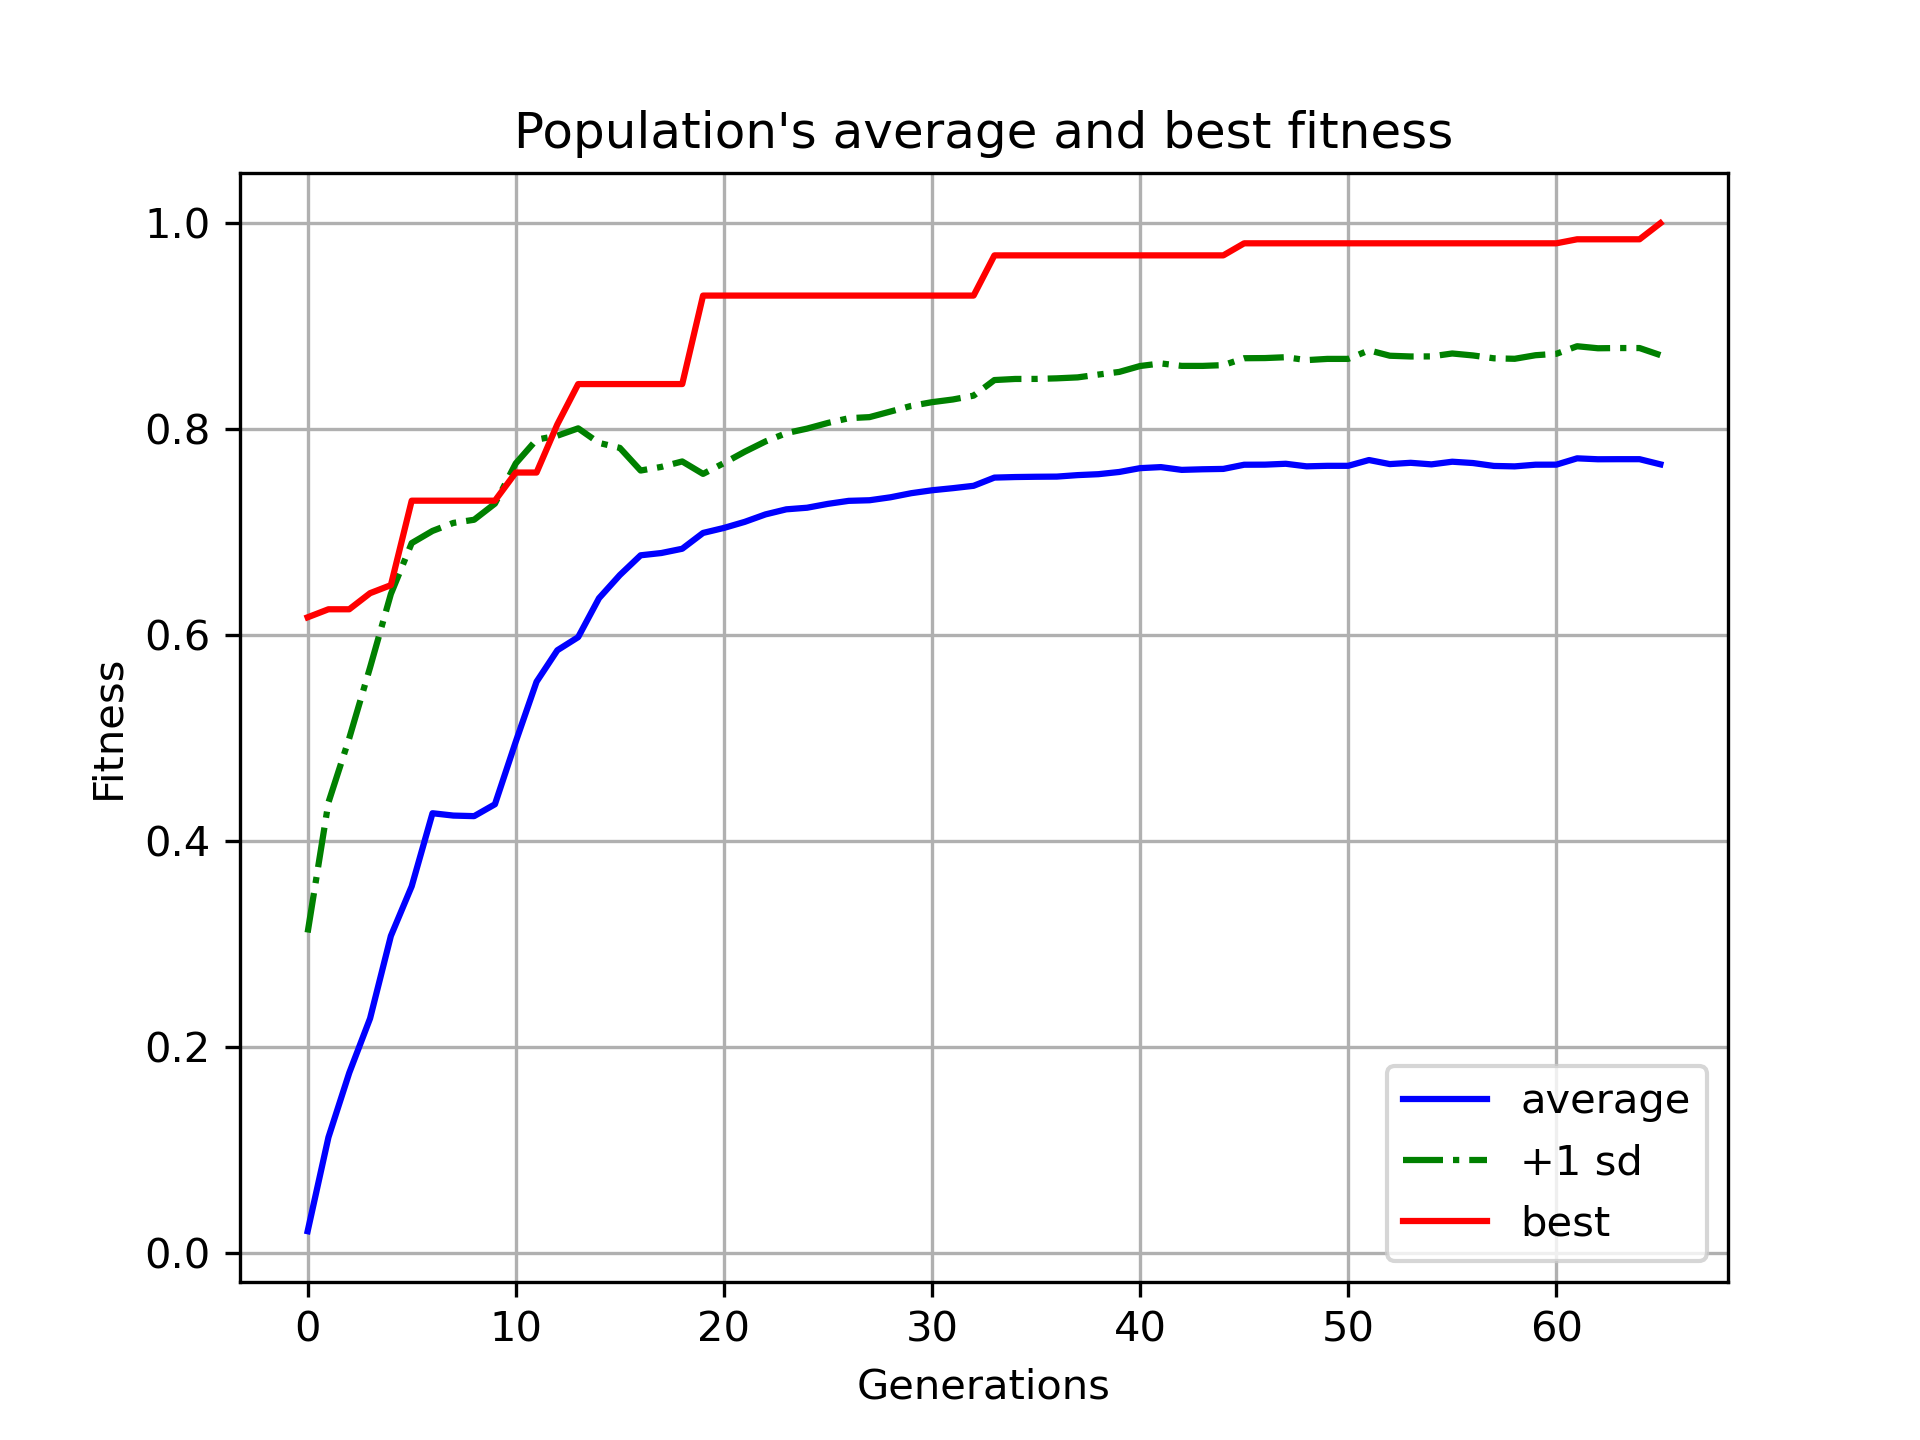 Population's average and best fitness
1.0
0.8
0.6
0.4
0.2
0.0
Fitness
0 10 20 30 40 50 60
Generations
average
+1 sd
best